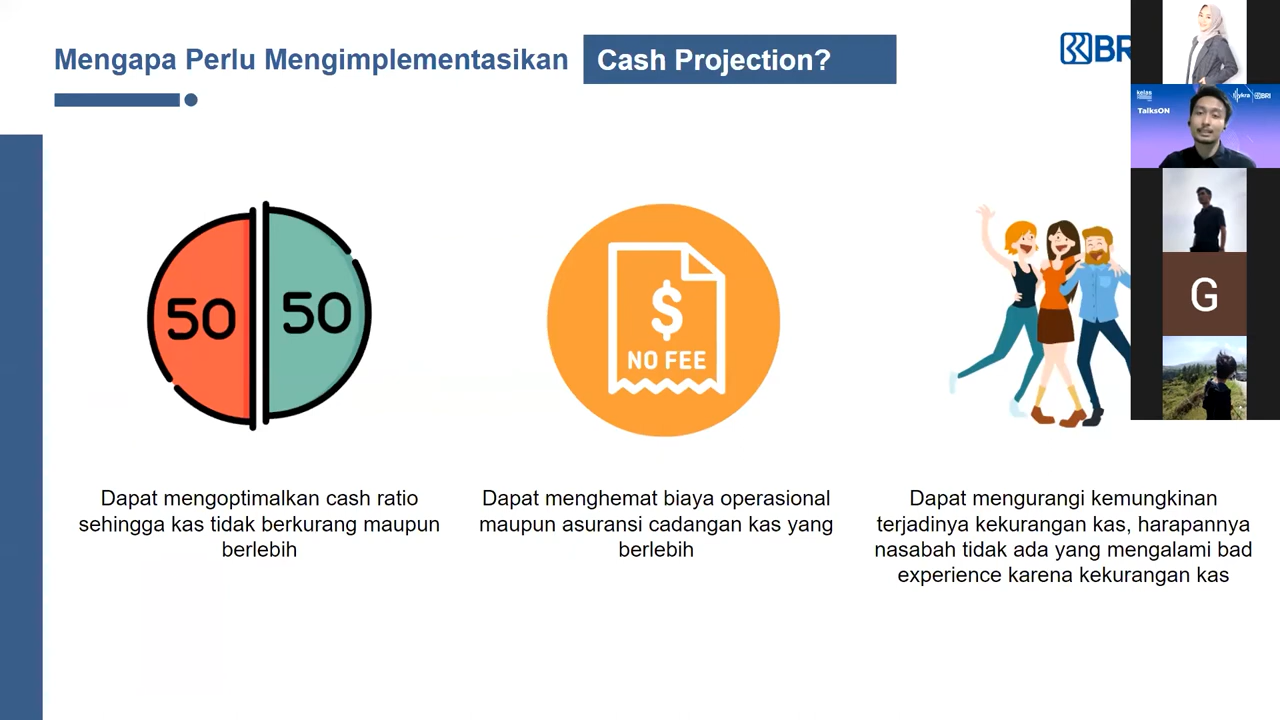 Mengapa Perlu Mengimplementasikan Cash Projection?
BRI
kelas
TalksON
BRI
G
50 50
$
NO FEE
Dapat mengoptimalkan cash ratio
sehingga kas tidak berkurang maupun
berlebih
Dapat menghemat biaya operasional
maupun asuransi cadangan kas yang
berlebih
Dapat mengurangi kemungkinan
terjadinya kekurangan kas, harapannya
nasabah tidak ada yang mengalami bad
experience karena kekurangan kas